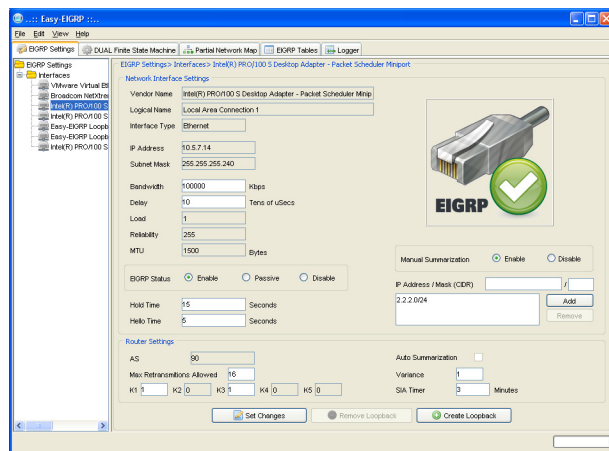 ..:: Easy-EIGRP ::..
File Edit View Help
EIGRP Settings DUAL Finite State Machine Partial Network Map EIGRP Tables Logger
EIGRP Settings
Interfaces
VMware Virtual Etl
Broadcom NetXtrei
Intel(R) PRO/100 S
Intel(R) PRO/100 S
Easy-EIGRP Loopb
Easy-EIGRP Loopb
Intel(R) PRO/100 S
EIGRP Settings> Interfaces> Intel(R) PRO/100 S Desktop Adapter - Packet Scheduler Miniport
Network Interface Settings
Vendor Name Intel(R) PRO/100 S Desktop Adapter - Packet Scheduler Minip
Logical Name Local Area Connection 1
Interface Type Ethernet
IP Address 10.5.7.14
Subnet Mask 255.255.255.240
Bandwidth 100000 Kbps
Delay 10 Tens of uSecs
Load 1
Reliability 255
MTU 1500 Bytes
EIGRP
Manual Summarization Enable Disable
EIGRP Status Enable Passive Disable
IP Address / Mask (CIDR) /
2.2.2.0/24 Add
Remove
Hold Time 15 Seconds
Hello Time 5 Seconds
Router Settings
AS 90 Auto Summarization
Max Retransmitions Allowed 16 Variance 1
K1 1 K2 0 K3 1 K4 0 K5 0 SIA Timer 3 Minutes
Set Changes Remove Loopback Create Loopback